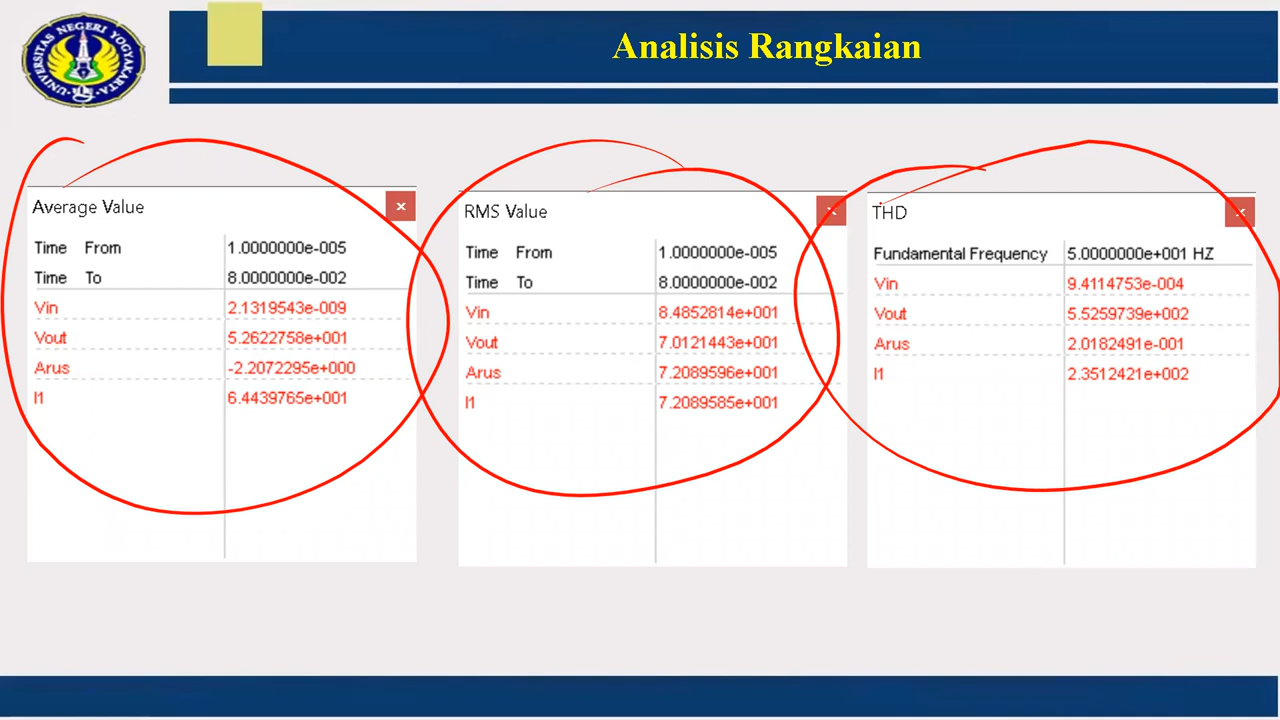 UNIVERSITAS NEGERI YOGYAKARTA
Analisis Rangkaian
Average Value
Time From 1.0000000e-005
Time To 8.0000000e-002
Vin 2.1319543e-009
Vout 5.2622758e+001
Arus -2.2072295e+000
I1 6.4439765e+001
RMS Value
Time From 1.0000000e-005
Time To 8.0000000e-002
Vin 8.4852814e+001
Vout 7.0121443e+001
Arus 7.2089596e+001
I1 7.2089585e+001
THD
Fundamental Frequency 5.0000000e+001 HZ
Vin 9.4114753e-004
Vout 5.5259739e+002
Arus 2.0182491e-001
I1 2.3512421e+002